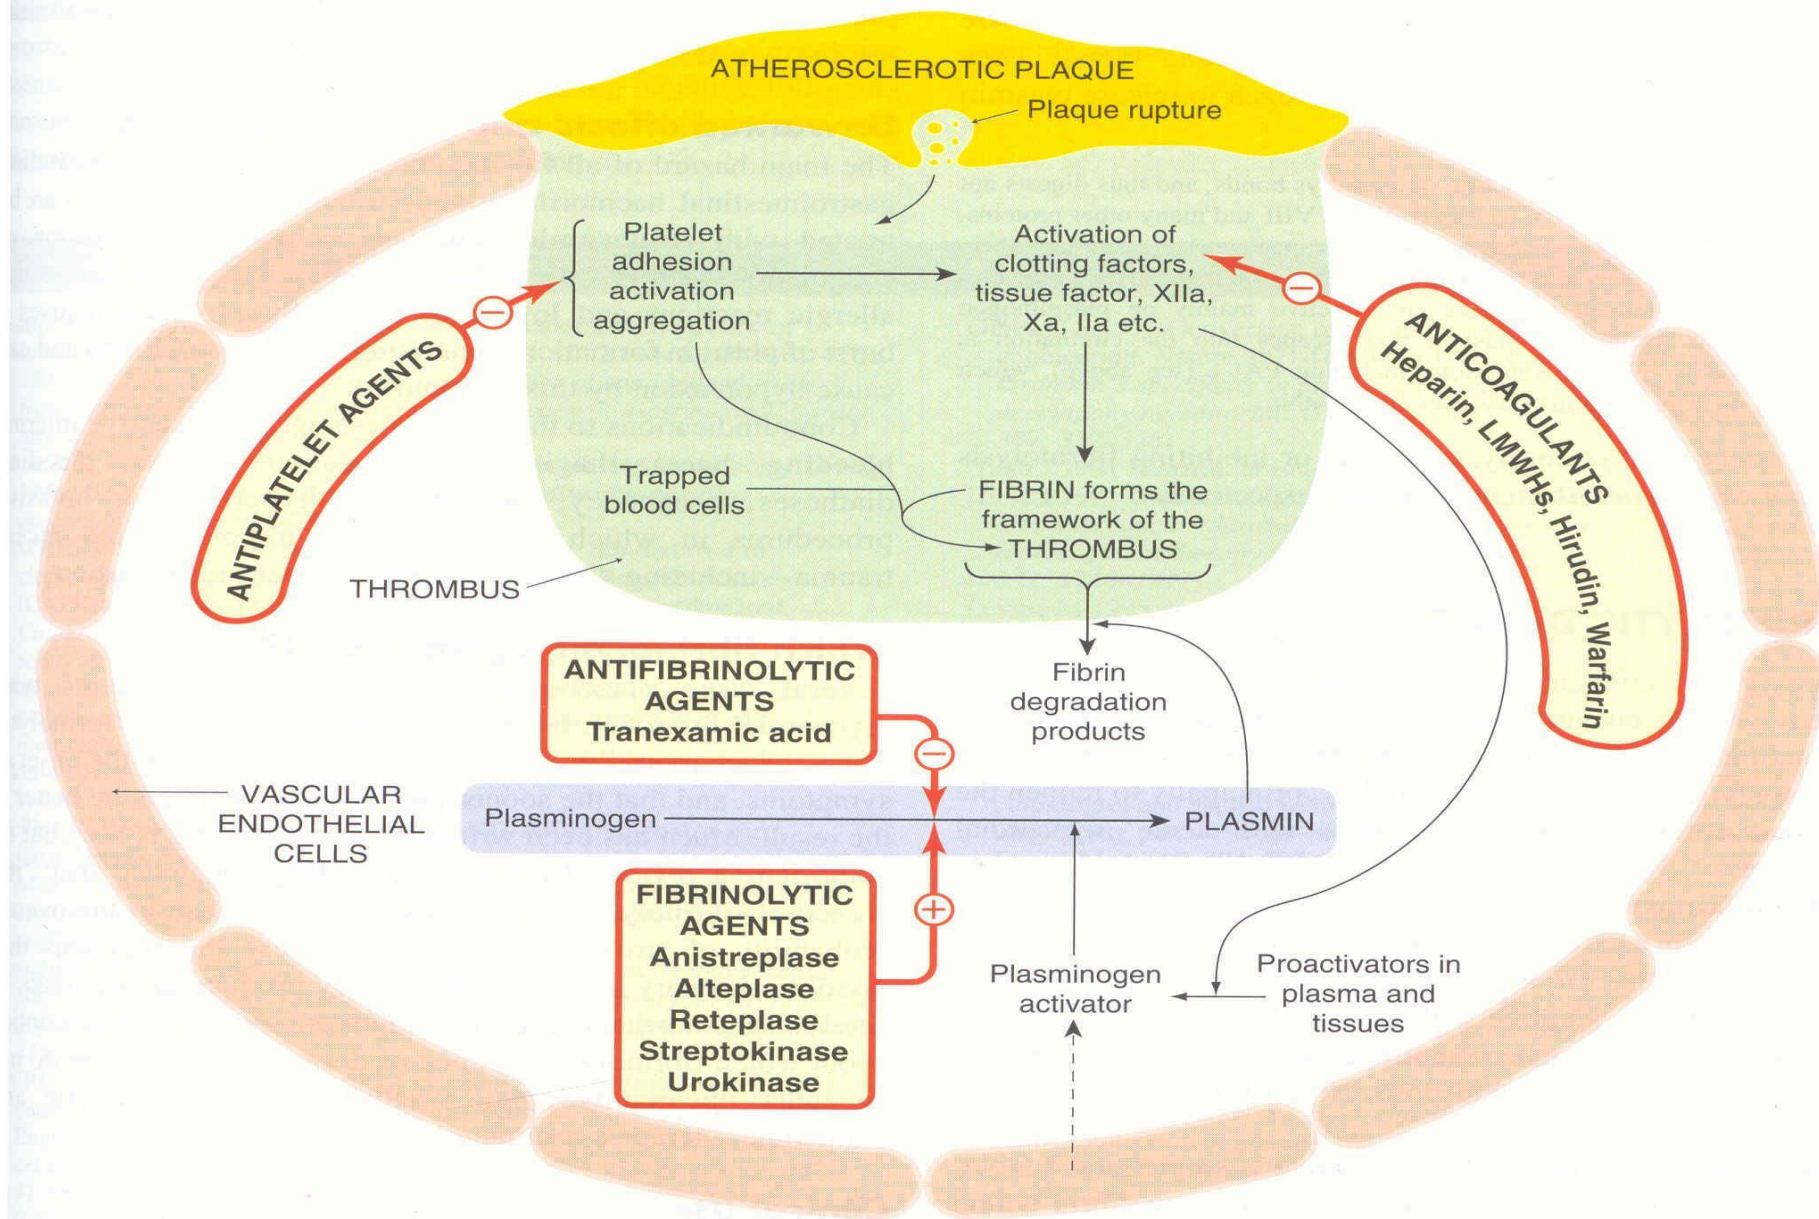 ATHEROSCLEROTIC PLAQUE
Plaque rupture
Platelet
adhesion
activation
aggregation
Activation of
clotting factors,
tissue factor, XIIa,
Xa, IIa etc.
ANTIPLATELET AGENTS
ANTICOAGULANTS
Heparin, LMWHs, Hirudin, Warfarin
Trapped
blood cells
FIBRIN forms the
framework of the
THROMBUS
THROMBUS
ANTIFIBRINOLYTIC
AGENTS
Tranexamic acid
Fibrin
degradation
products
VASCULAR
ENDOTHELIAL
CELLS
Plasminogen
PLASMIN
FIBRINOLYTIC
AGENTS
Anistreplase
Alteplase
Reteplase
Streptokinase
Urokinase
Plasminogen
activator
Proactivators in
plasma and
tissues